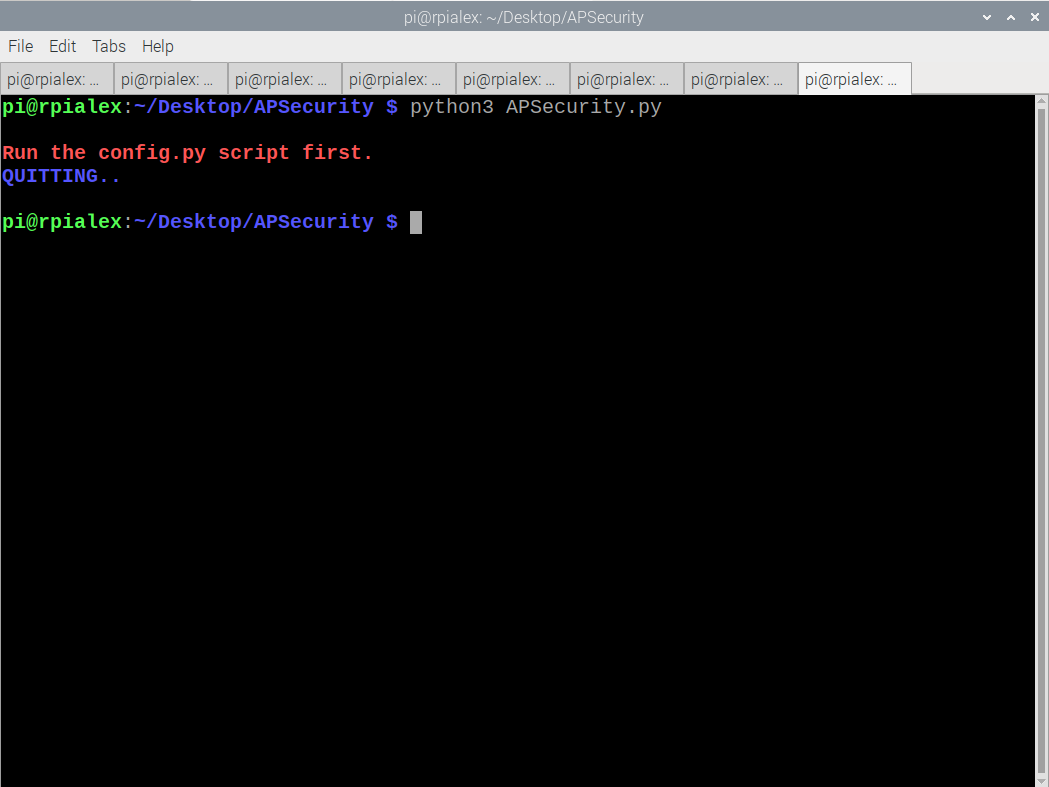 pi@rpialex: ~/Desktop/APSecurity
File Edit Tabs Help
pi@rpialex: ... pi@rpialex: ... pi@rpialex: ... pi@rpialex: ... pi@rpialex: ... pi@rpialex: ... pi@rpialex: ... pi@rpialex: ...
pi@rpialex:~/Desktop/APSecurity $ python3 APSecurity.py
Run the config.py script first.
QUITTING..
pi@rpialex:~/Desktop/APSecurity $